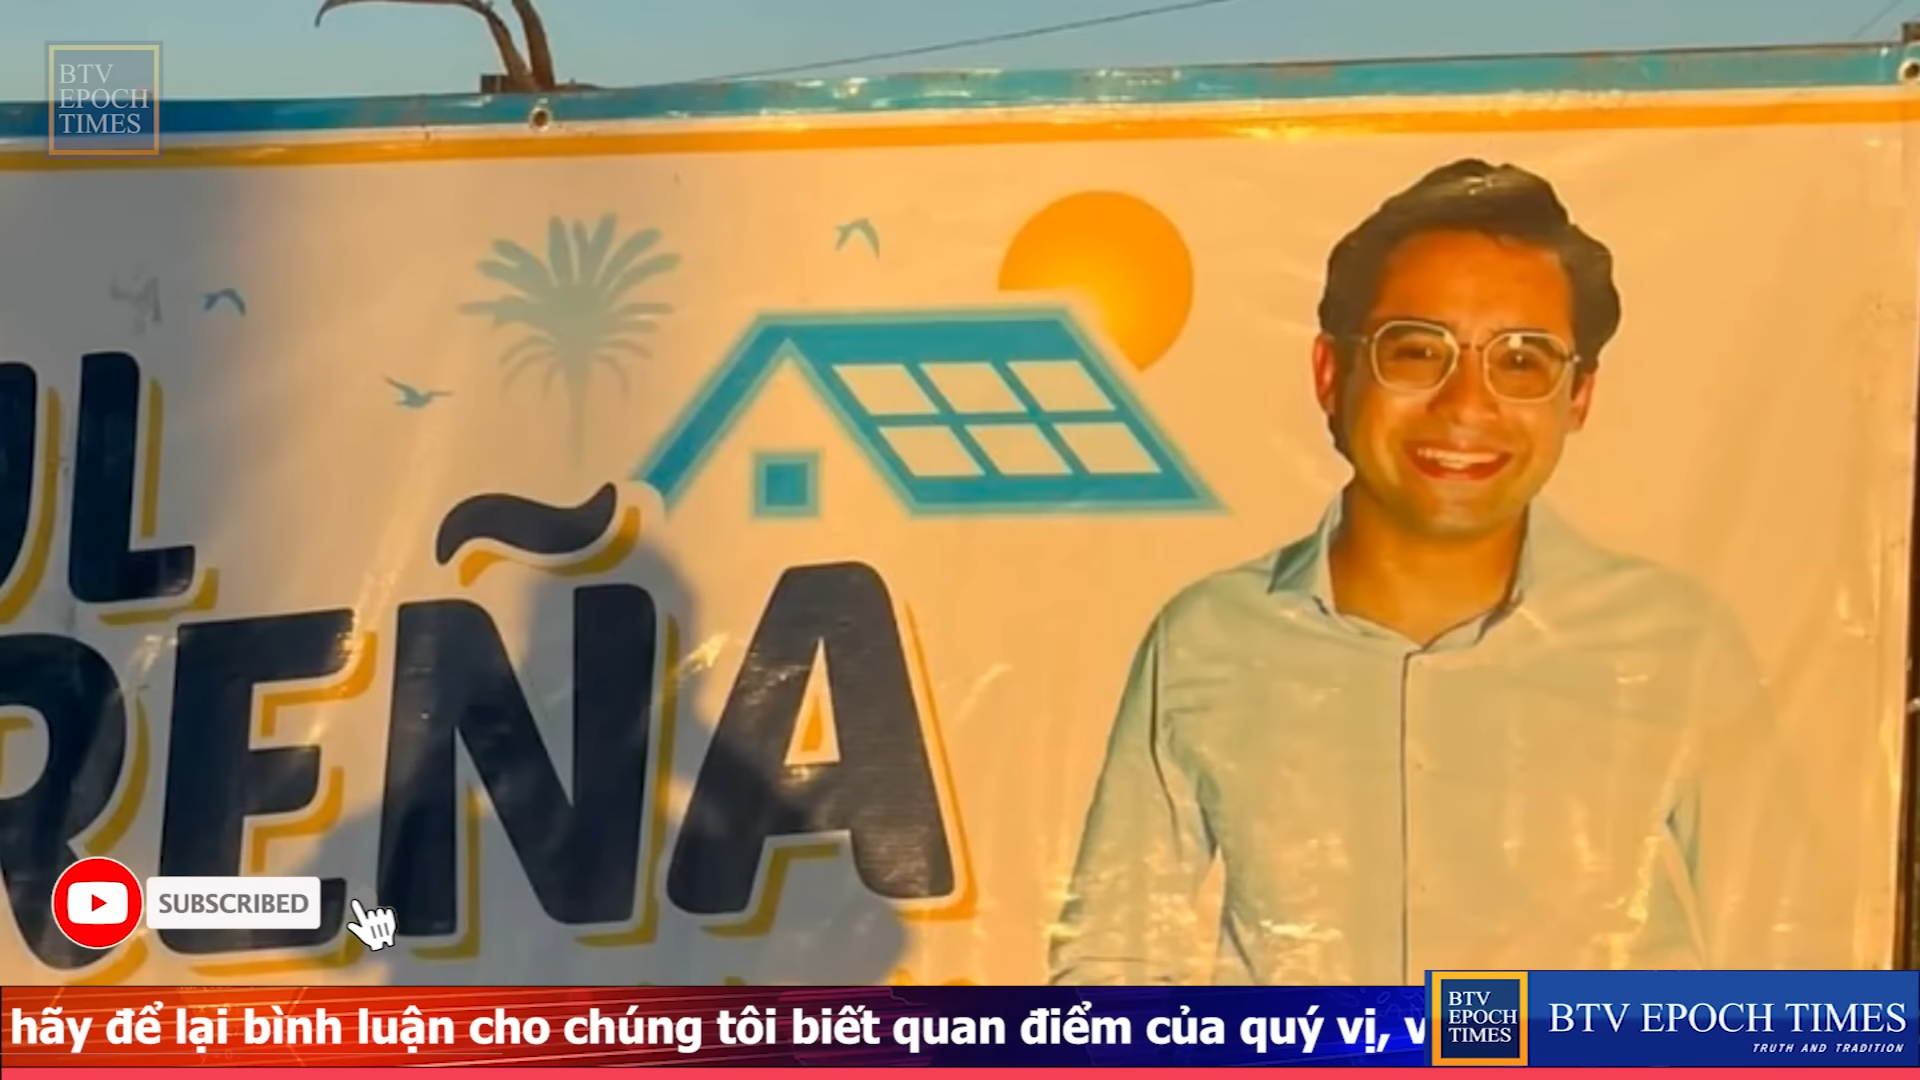 BTV
EPOCH
TIMES
OL
REÑA
SUBSCRIBED
hãy để lại bình luận cho chúng tôi biết quan điểm của quý vị, v
BTV
EPOCH
TIMES
BTV EPOCH TIMES
TRUTH AND TRADITION